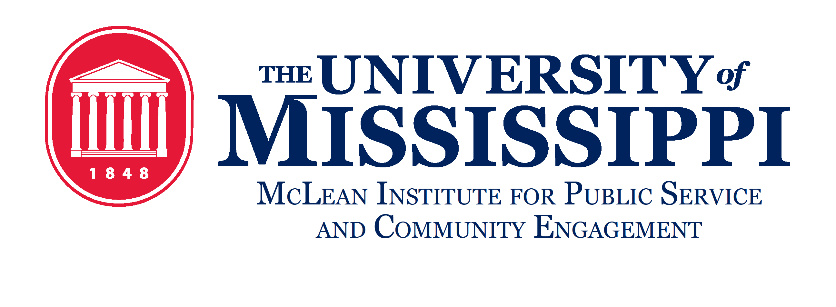 1848
THE UNIVERSITY of
MISSISSIPPI
MCLEAN INSTITUTE FOR PUBLIC SERVICE
AND COMMUNITY ENGAGEMENT